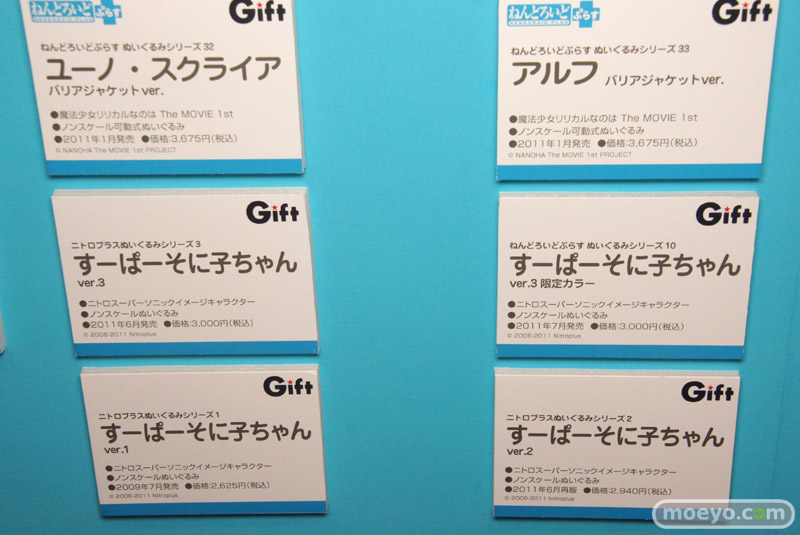 ねんどろいど ぷらす
NENDOROID PLUS
Gift
ねんどろいどぷらす ぬいぐるみシリーズ 32
ユーノ・スクライア
バリアジャケットver.
●魔法少女リリカルなのは The MOVIE 1st
●ノンスケール可動式ぬいぐるみ
●2011年1月発売 ●価格:3,675円(税込)
© NANOHA The MOVIE 1st PROJECT
ねんどろいど ぷらす
NENDOROID PLUS
Gift
ねんどろいどぷらす ぬいぐるみシリーズ 33
アルフ バリアジャケットver.
●魔法少女リリカルなのは The MOVIE 1st
●ノンスケール可動式ぬいぐるみ
●2011年1月発売 ●価格:3,675円(税込)
© NANOHA The MOVIE 1st PROJECT
Gift
ニトロプラスぬいぐるみシリーズ 3
すーぱーそに子ちゃん
ver.3
●ニトロスーパーソニックイメージキャラクター
●ノンスケールぬいぐるみ
●2011年6月発売 ●価格:3,000円(税込)
© 2006-2011 Nitroplus
Gift
ねんどろいどぷらす ぬいぐるみシリーズ 10
すーぱーそに子ちゃん
ver.3 限定カラー
●ニトロスーパーソニックイメージキャラクター
●ノンスケールぬいぐるみ
●2011年7月発売 ●価格:3,000円(税込)
© 2006-2011 Nitroplus
Gift
ニトロプラスぬいぐるみシリーズ 1
すーぱーそに子ちゃん
ver.1
●ニトロスーパーソニックイメージキャラクター
●ノンスケールぬいぐるみ
●2009年7月発売 ●価格:2,625円(税込)
© 2006-2011 Nitroplus
Gift
ニトロプラスぬいぐるみシリーズ 2
すーぱーそに子ちゃん
ver.2
●ニトロスーパーソニックイメージキャラクター
●ノンスケールぬいぐるみ
●2011年6月再販 ●価格:2,940円(税込)
© 2006-2011 Nitroplus
moeyo.com